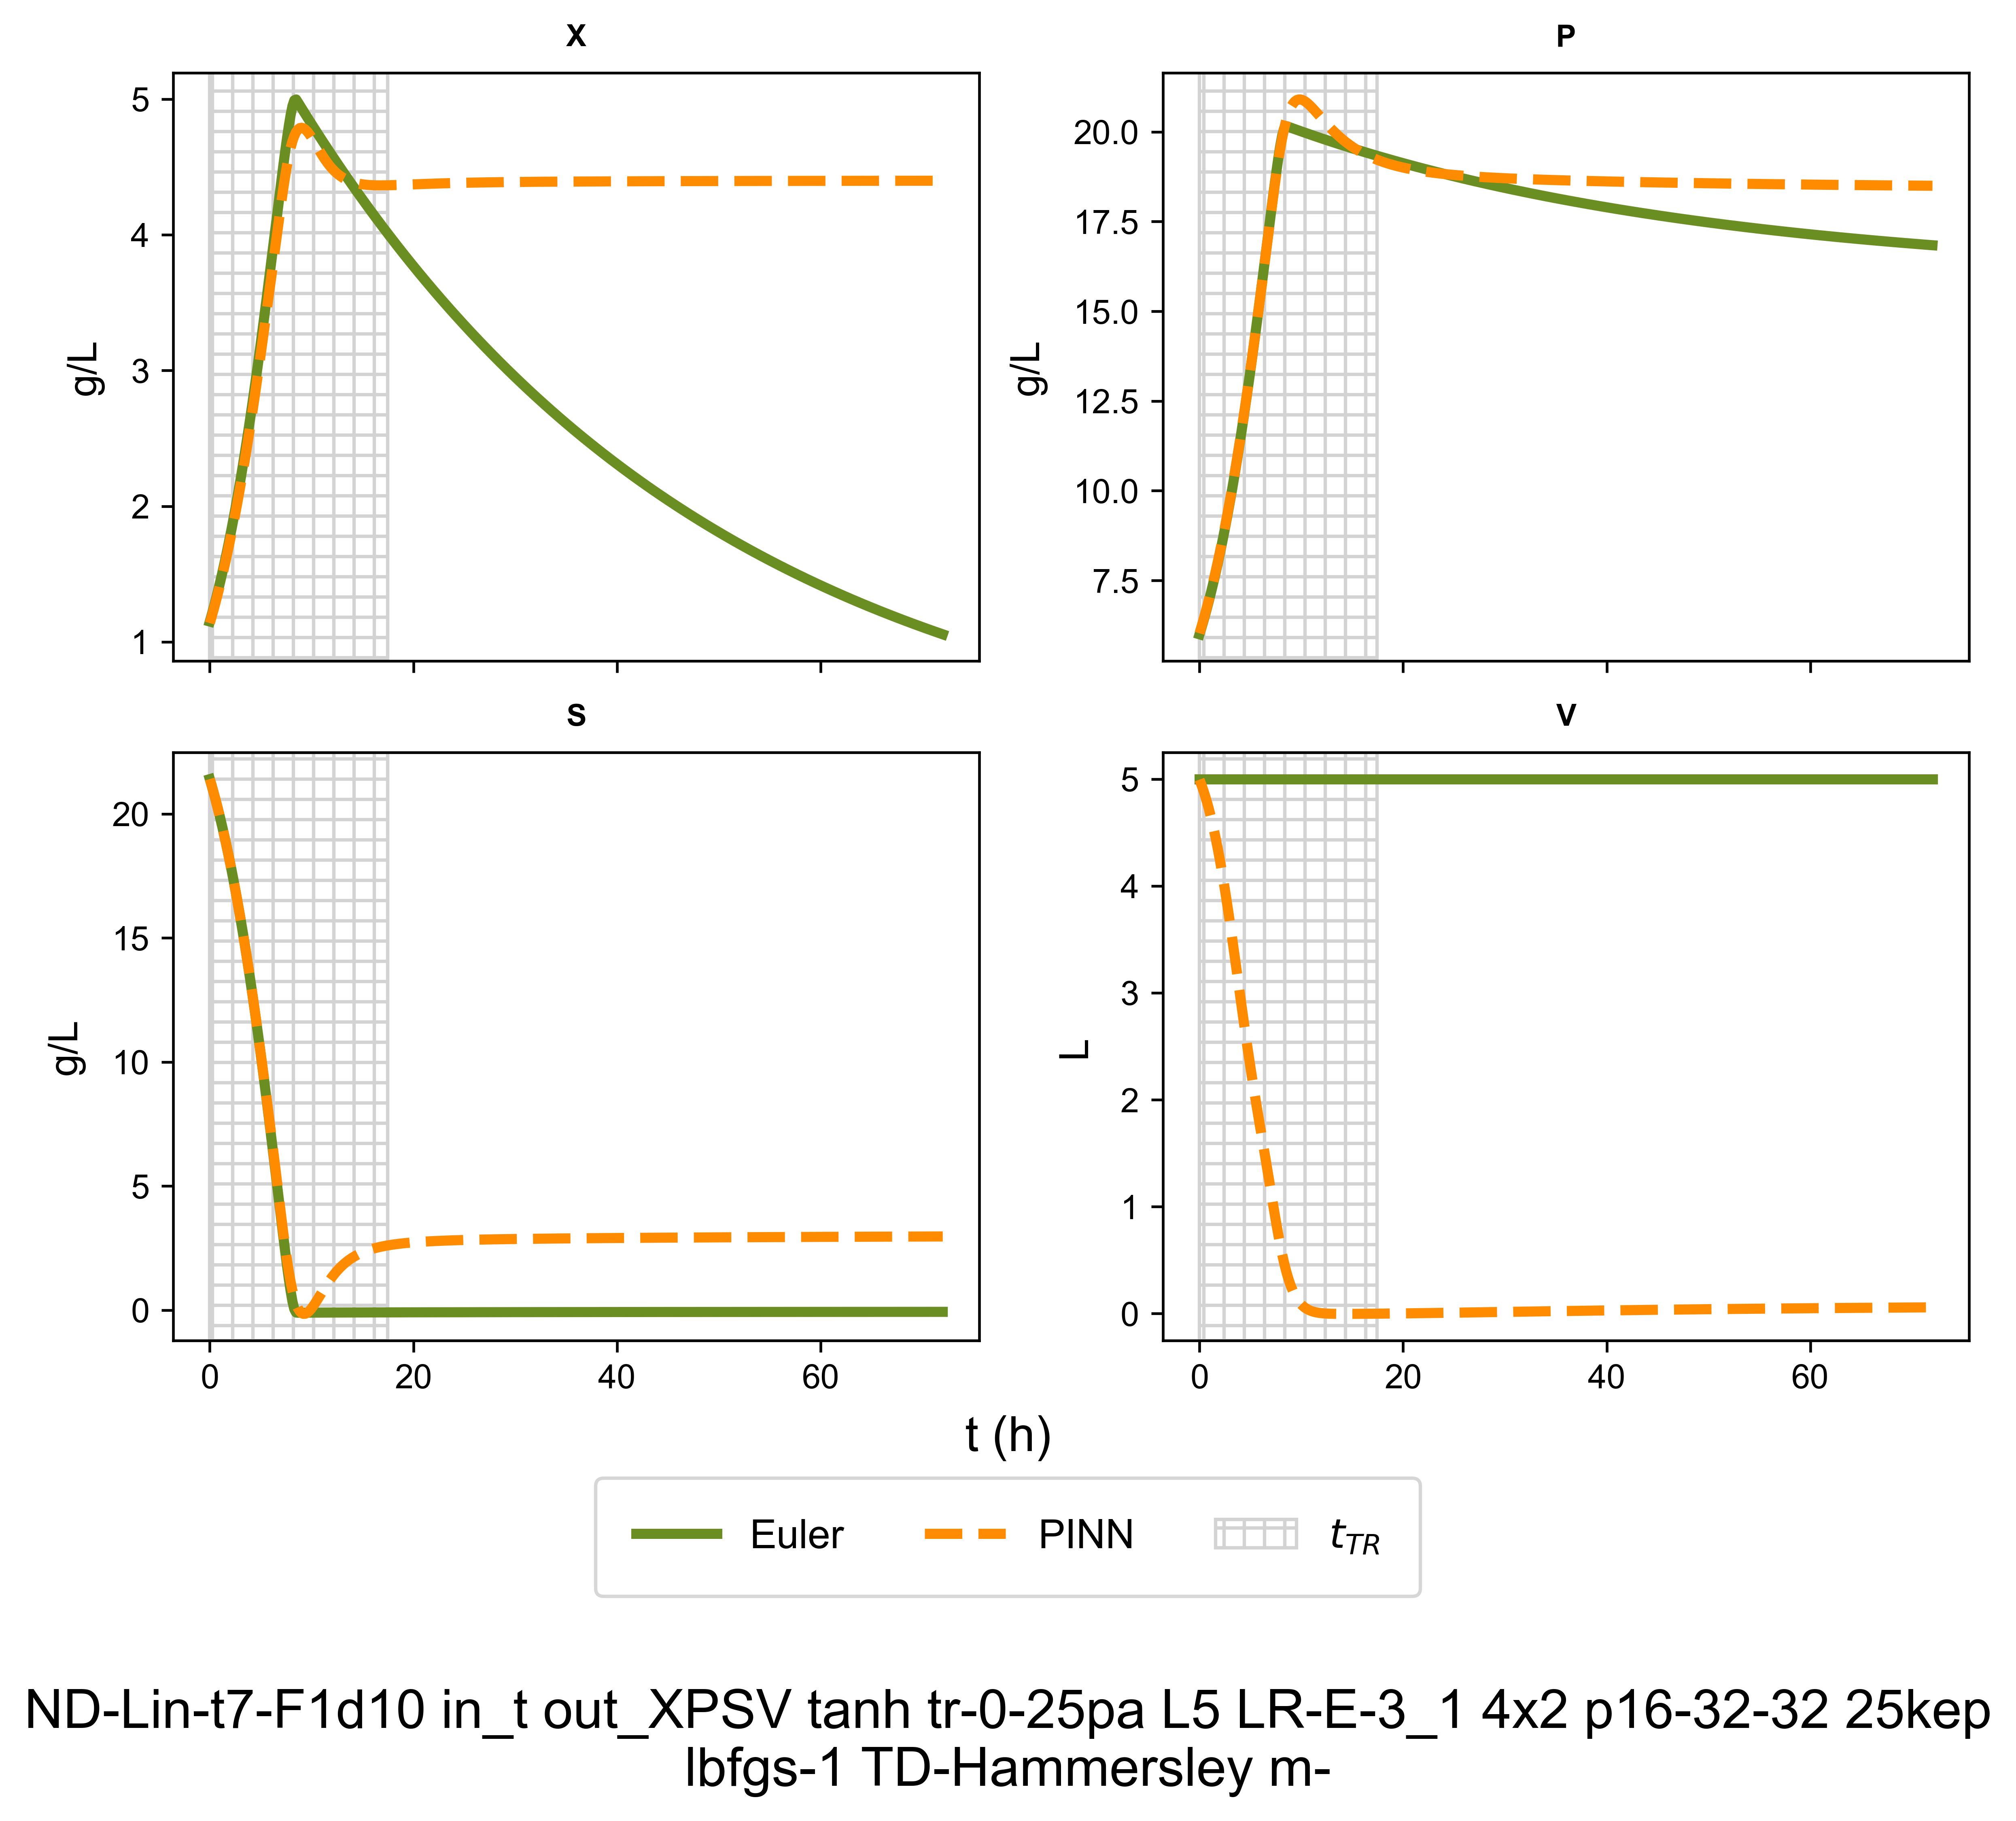 X
P
5
4
3
2
1
g/L
20.0
17.5
15.0
12.5
10.0
7.5
g/L
S
V
20
15
10
5
0
g/L
5
4
3
2
1
0
L
0 20 40 60
0 20 40 60
t (h)
Euler PINN t_TR
ND-Lin-t7-F1d10 in_t out_XPSV tanh tr-0-25pa L5 LR-E-3_1 4x2 p16-32-32 25kep
lbfgs-1 TD-Hammersley m-